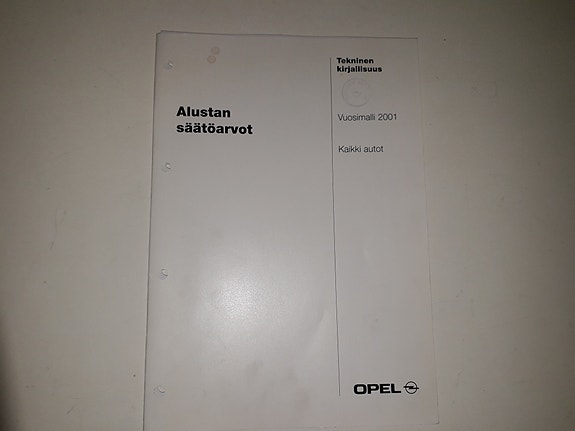 Alustan
säätöarvot
Tekninen
kirjallisuus
Vuosimalli 2001
Kaikki autot
OPEL